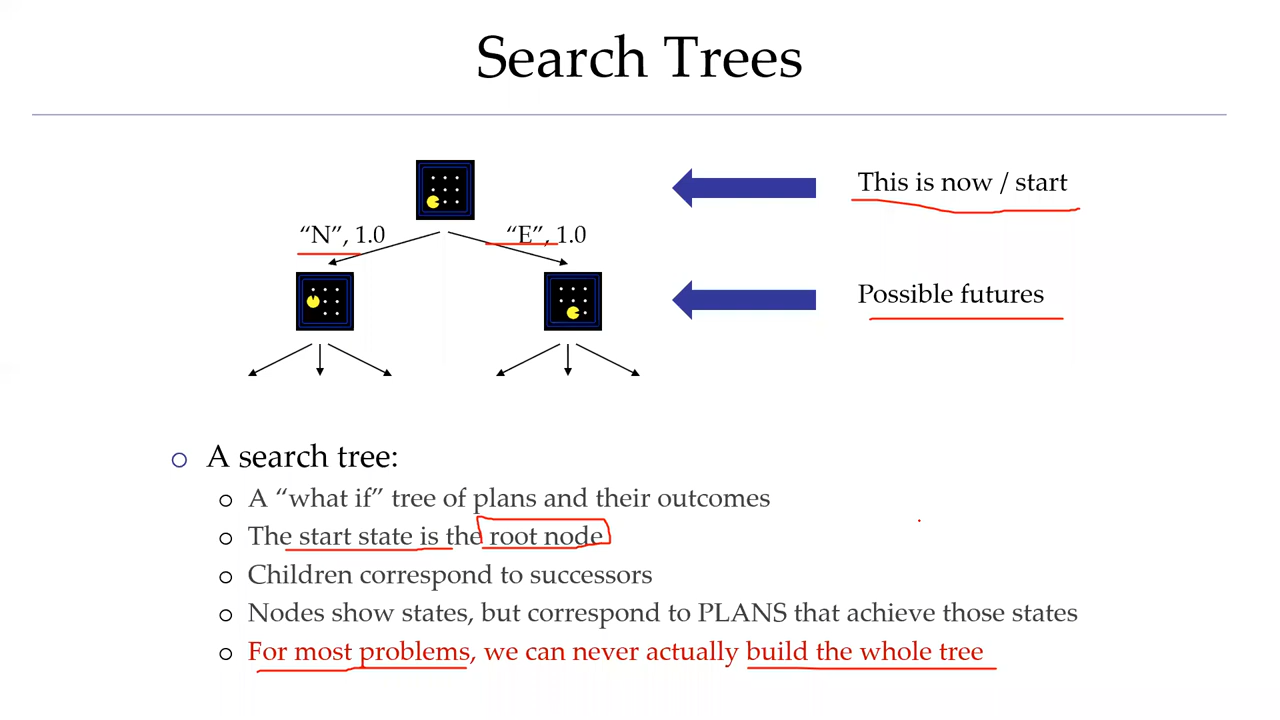 Search Trees
This is now / start
“N”, 1.0
“E”, 1.0
Possible futures
A search tree:
A “what if” tree of plans and their outcomes
The start state is the root node
Children correspond to successors
Nodes show states, but correspond to PLANS that achieve those states
For most problems, we can never actually build the whole tree